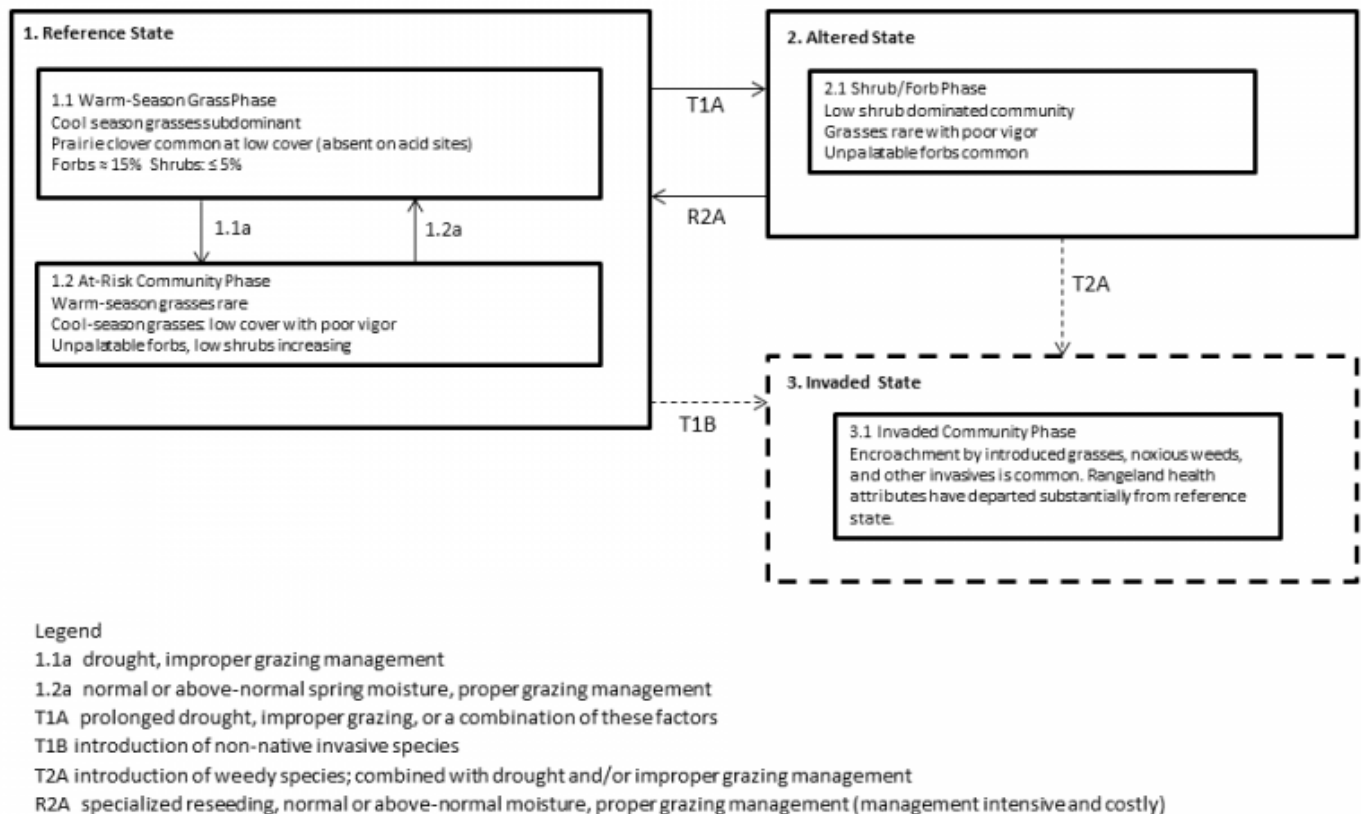 1. Reference State
1.1 Warm-Season Grass Phase
Cool season grasses subdominant
Prairie clover common at low cover (absent on acid sites)
Forbs ≈ 15% Shrubs: ≤ 5%
1.1a
1.2a
1.2 At-Risk Community Phase
Warm-season grasses rare
Cool-season grasses: low cover with poor vigor
Unpalatable forbs, low shrubs increasing
T1A
R2A
T1B
2. Altered State
2.1 Shrub/Forb Phase
Low shrub dominated community
Grasses: rare with poor vigor
Unpalatable forbs common
T2A
3. Invaded State
3.1 Invaded Community Phase
Encroachment by introduced grasses, noxious weeds,
and other invasives is common. Rangeland health
attributes have departed substantially from reference
state.
Legend
1.1a drought, improper grazing management
1.2a normal or above-normal spring moisture, proper grazing management
T1A prolonged drought, improper grazing, or a combination of these factors
T1B introduction of non-native invasive species
T2A introduction of weedy species; combined with drought and/or improper grazing management
R2A specialized reseeding, normal or above-normal moisture, proper grazing management (management intensive and costly)